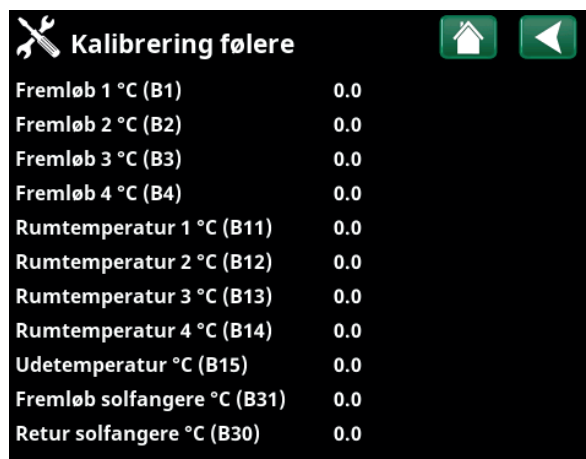 Kalibrering følere
Fremløb 1 °C (B1) 0.0
Fremløb 2 °C (B2) 0.0
Fremløb 3 °C (B3) 0.0
Fremløb 4 °C (B4) 0.0
Rumtemperatur 1 °C (B11) 0.0
Rumtemperatur 2 °C (B12) 0.0
Rumtemperatur 3 °C (B13) 0.0
Rumtemperatur 4 °C (B14) 0.0
Udetemperatur °C (B15) 0.0
Fremløb solfangere °C (B31) 0.0
Retur solfangere °C (B30) 0.0